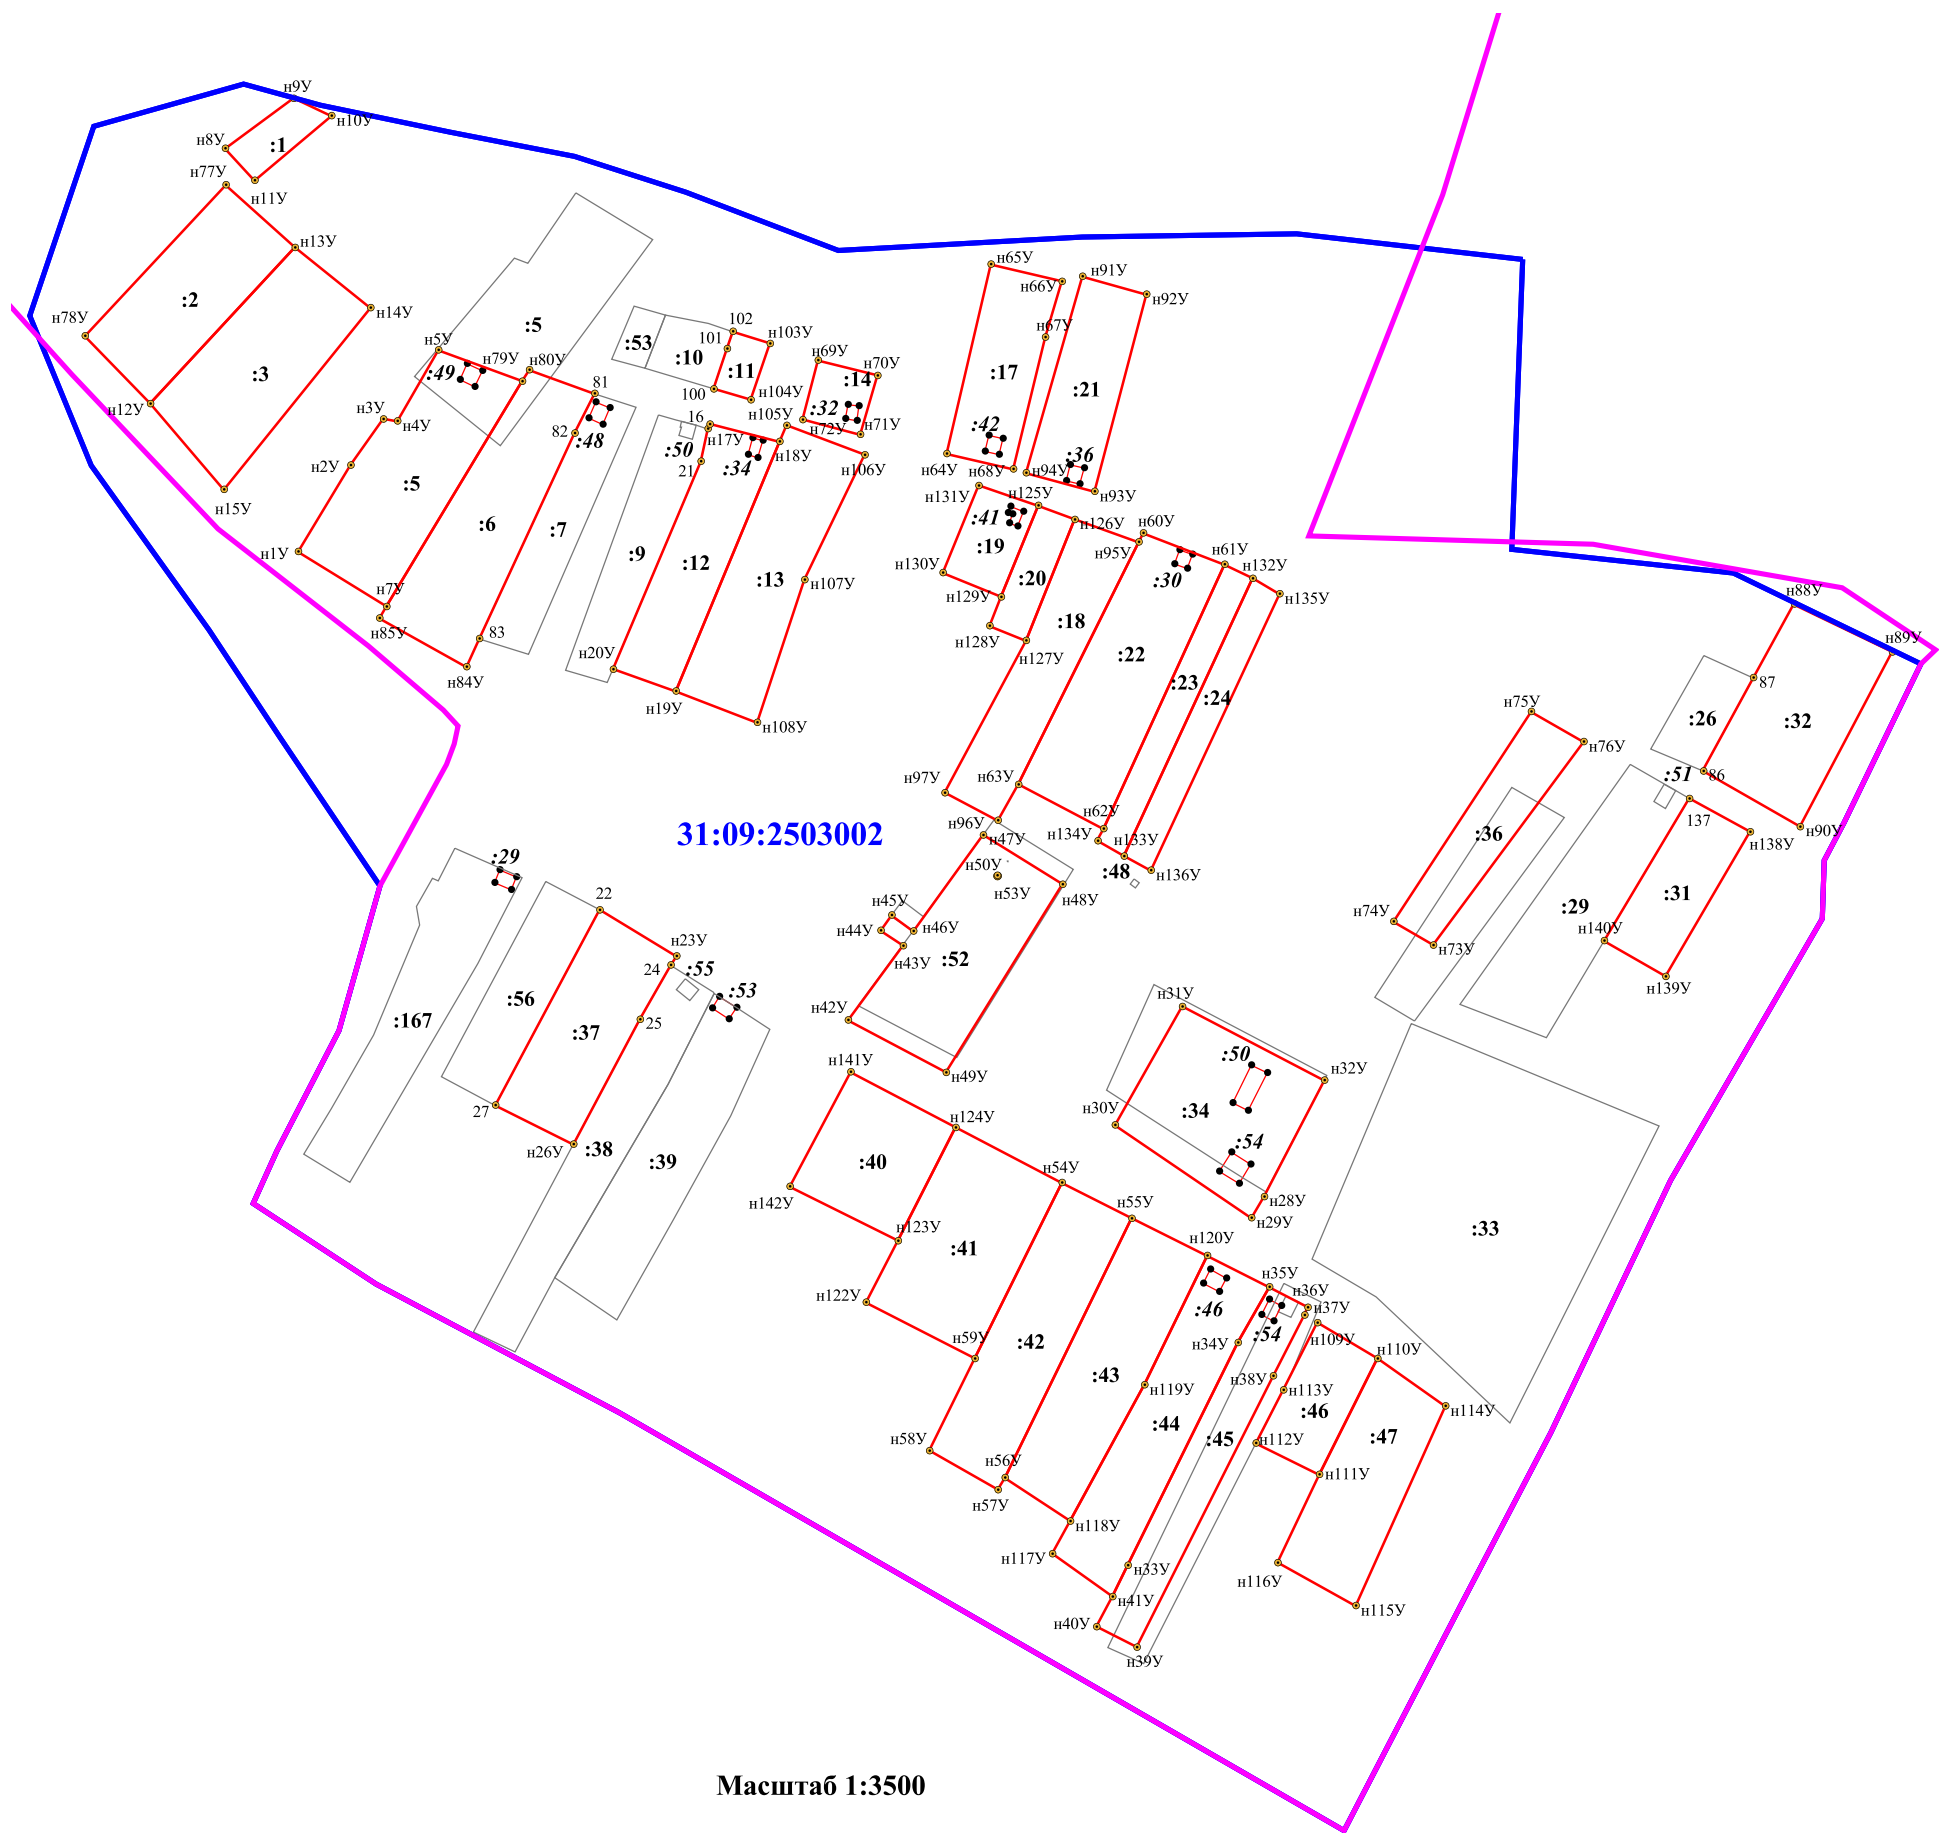 н9У
н10У
н8У
:1
н77У
н11У
н13У
:2
н14У
н78У
:3
н12У
н15У
:5
н5У
н79У
н80У
:49
81
н3У
н4У
82
:48
н2У
:5
:6
:7
н1У
н7У
н85У
83
н84У
102
н103У
101
:53
:10
:11
100
н104У
н69У
н70У
:14
:32
н72У
н71У
н105У
16
н17У
:50
:34
н18У
21
н106У
:9
:12
:13
н107У
н20У
н19У
н108У
н65У
н66У
н91У
н92У
н67У
:17
:21
:42
:36
н64У
н68У
н94У
н93У
н131У
н125У
:41
н126У
н60У
:19
н95У
н61У
н130У
:30
н132У
:20
н129У
н135У
:18
н128У
н127У
:22
:23
:24
н97У
н63У
н62У
н96У
н134У
н133У
н136У
:48
н88У
н89У
87
:26
:32
н75У
н76У
86
:51
137
н90У
н138У
:36
:31
:29
н74У
н73У
н140У
н139У
31:09:2503002
н47У
н50У
н53У
н48У
н45У
н44У
н46У
н43У
:52
н42У
н49У
:29
22
н23У
24
:55
:53
:56
:37
:167
25
27
н26У
:38
:39
н31У
:50
н32У
н30У
:34
:54
н28У
н29У
:33
н141У
н124У
:40
н54У
н142У
н123У
:41
н55У
н120У
н122У
н35У
н36У
н37У
:46
:54
н109У
н59У
:42
н34У
н110У
:43
н38У
н119У
н113У
:46
н114У
:44
:45
н112У
:47
н58У
н56У
н111У
н57У
н118У
н117У
н33У
н116У
н41У
н115У
н40У
н39У
Масштаб 1:3500